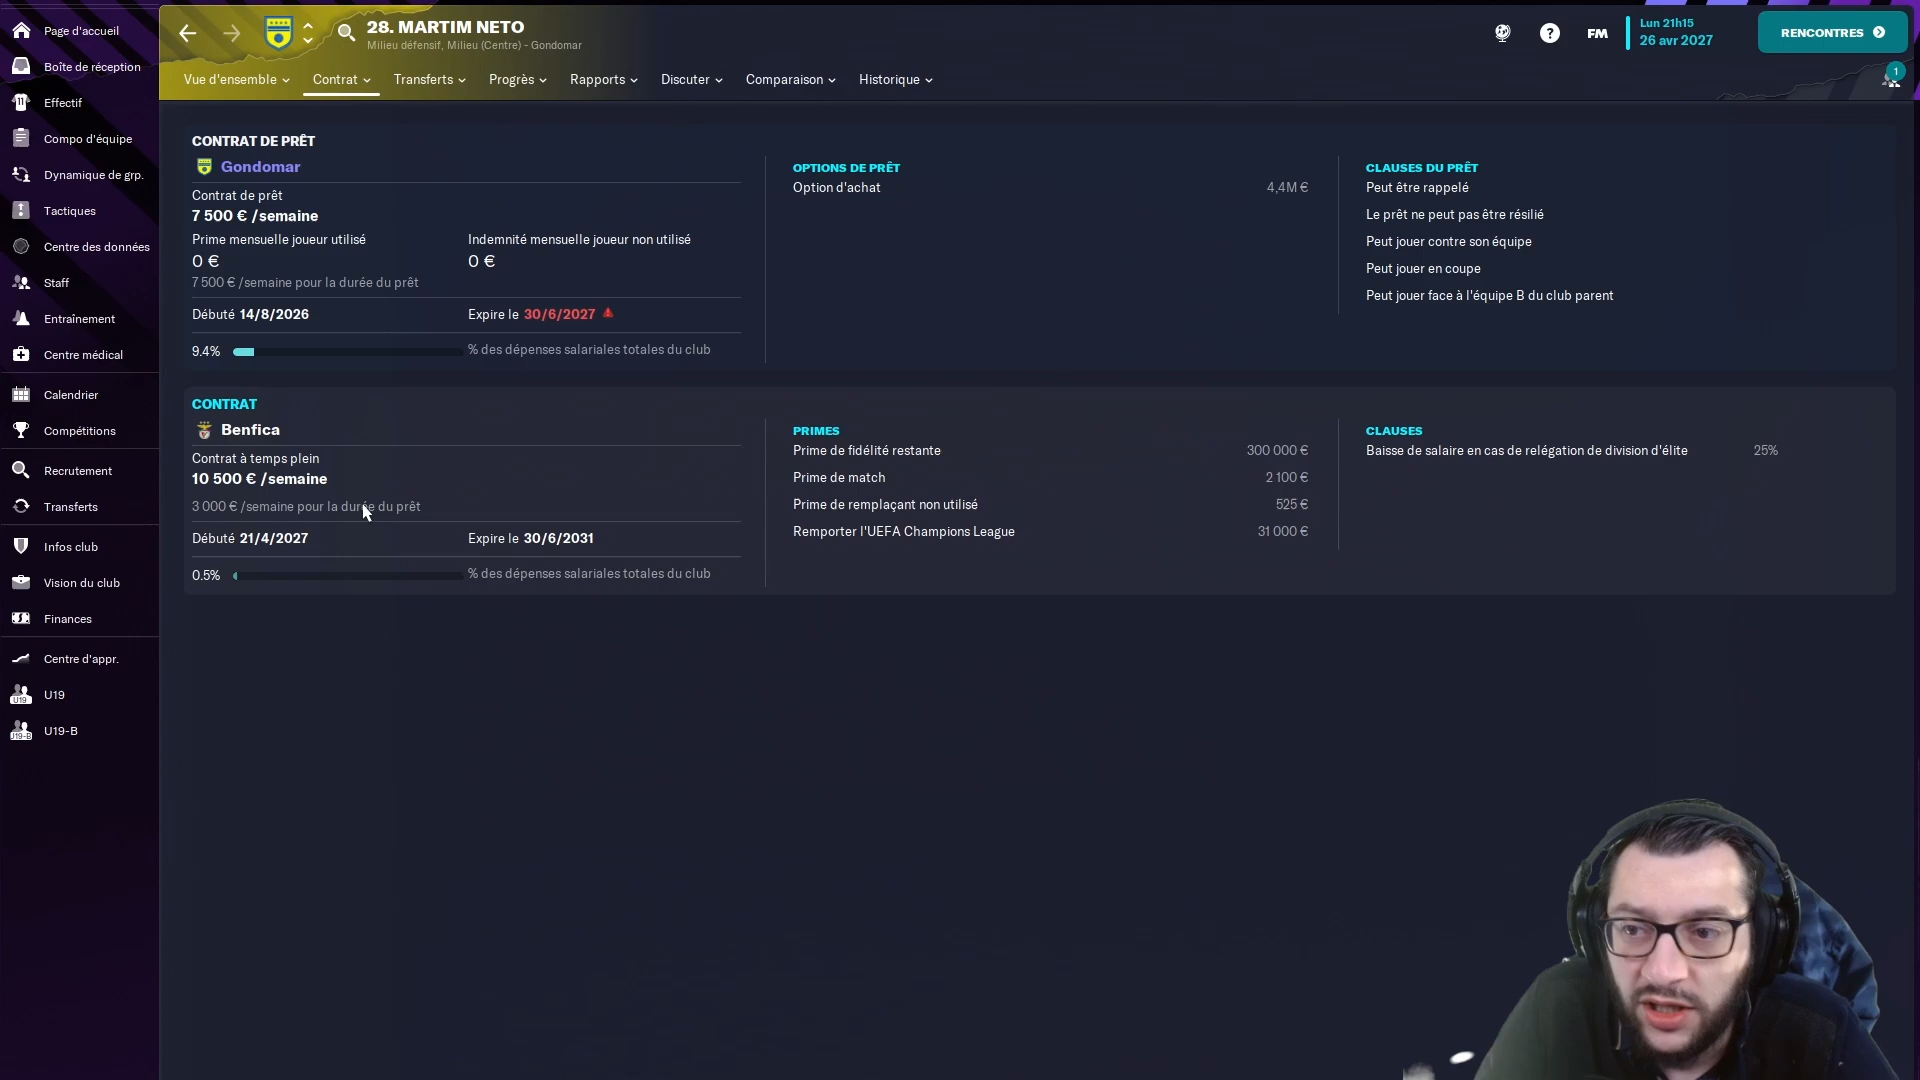 Page d'accueil
Boîte de réception
Effectif
Compo d'équipe
Dynamique de grp.
Tactiques
Centre des données
Staff
Entraînement
Centre médical
Calendrier
Compétitions
Recrutement
Transferts
Infos club
Vision du club
Finances
Centre d'appr.
U19
U19
U19-B
U19-B
28. MARTIM NETO
Milieu défensif, Milieu (Centre) - Gondomar
FM
Lun 21h15
26 avr 2027
RENCONTRES
1
Vue d'ensemble
Contrat
Transferts
Progrès
Rapports
Discuter
Comparaison
Historique
CONTRAT DE PRÊT
Gondomar
Contrat de prêt
7 500 € /semaine
Prime mensuelle joueur utilisé
Indemnité mensuelle joueur non utilisé
0 €
0 €
7 500 € /semaine pour la durée du prêt
Débuté 14/8/2026
Expire le 30/6/2027
9.4%
% des dépenses salariales totales du club
OPTIONS DE PRÊT
Option d'achat
4,4M €
CLAUSES DU PRÊT
Peut être rappelé
Le prêt ne peut pas être résilié
Peut jouer contre son équipe
Peut jouer en coupe
Peut jouer face à l'équipe B du club parent
CONTRAT
Benfica
Contrat à temps plein
10 500 € /semaine
3 000 € /semaine pour la durée du prêt
Débuté 21/4/2027
Expire le 30/6/2031
0.5%
% des dépenses salariales totales du club
PRIMES
Prime de fidélité restante
300 000 €
Prime de match
2 100 €
Prime de remplaçant non utilisé
525 €
Remporter l'UEFA Champions League
31 000 €
CLAUSES
Baisse de salaire en cas de relégation de division d'élite
25%